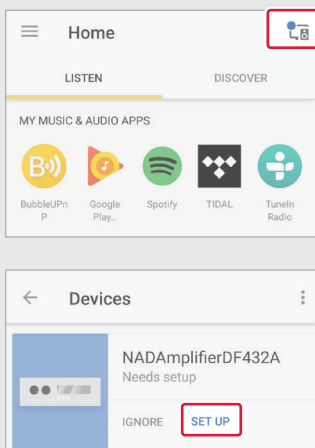 Home
LISTEN DISCOVER
MY MUSIC & AUDIO APPS
B
BubbleUPn Google Spotify TIDAL TuneIn
P Play... Radio
Devices
NADAmplifierDF432A
Needs setup
IGNORE SET UP